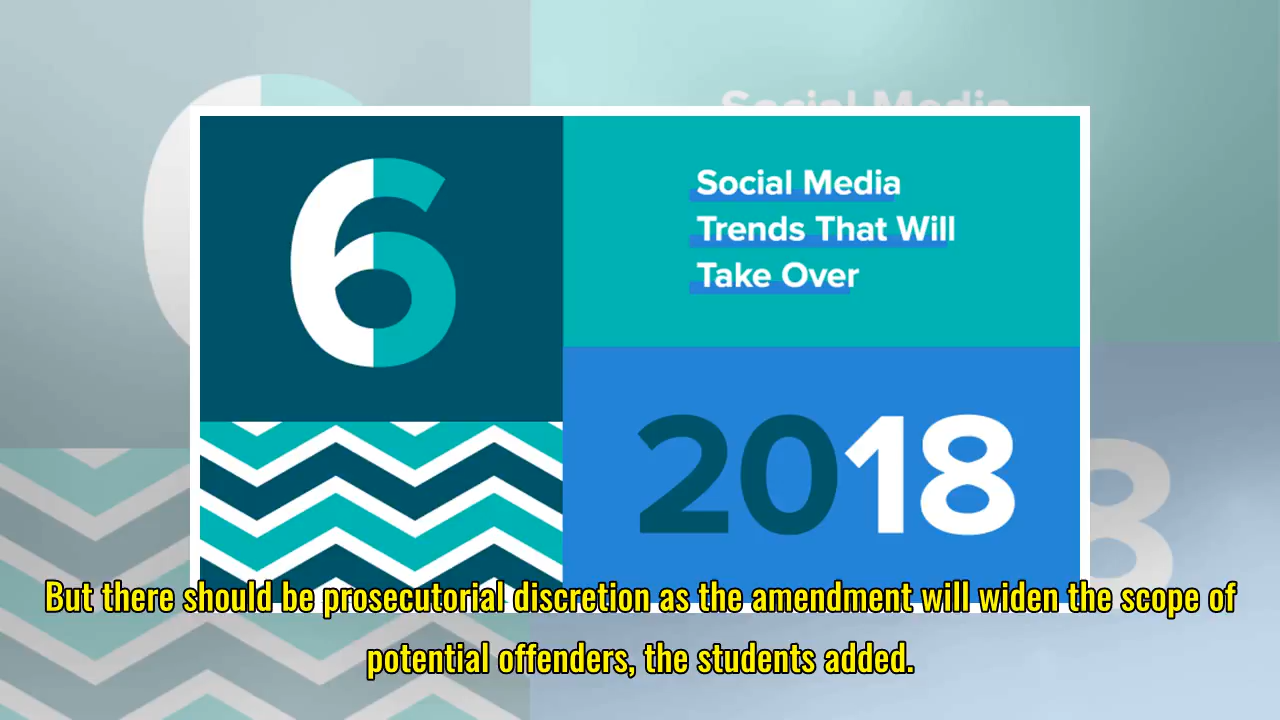 6
Social Media
Trends That Will
Take Over
2018
But there should be prosecutorial discretion as the amendment will widen the scope of
potential offenders, the students added.